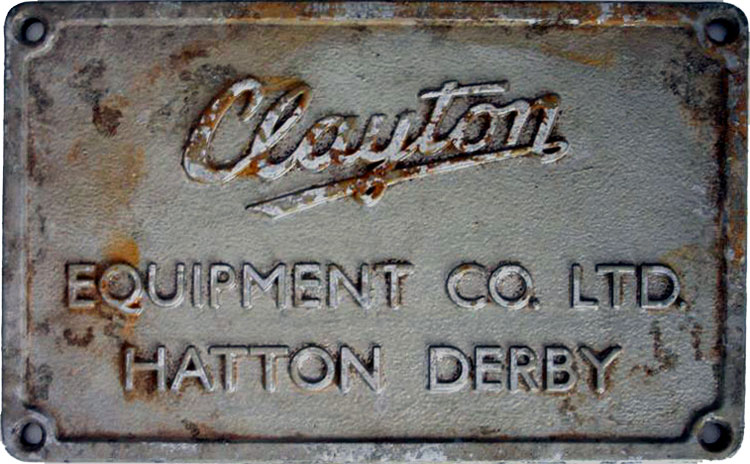 Clayton
EQUIPMENT CO. LTD.
HATTON DERBY